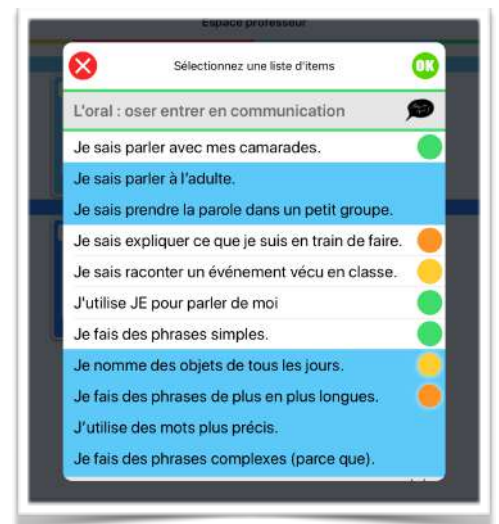 Espace professeur
Sélectionnez une liste d'items
OK
L'oral : oser entrer en communication
Je sais parler avec mes camarades.
Je sais parler à l'adulte.
Je sais prendre la parole dans un petit groupe.
Je sais expliquer ce que je suis en train de faire.
Je sais raconter un événement vécu en classe.
J'utilise JE pour parler de moi
Je fais des phrases simples.
Je nomme des objets de tous les jours.
Je fais des phrases de plus en plus longues.
J'utilise des mots plus précis.
Je fais des phrases complexes (parce que).